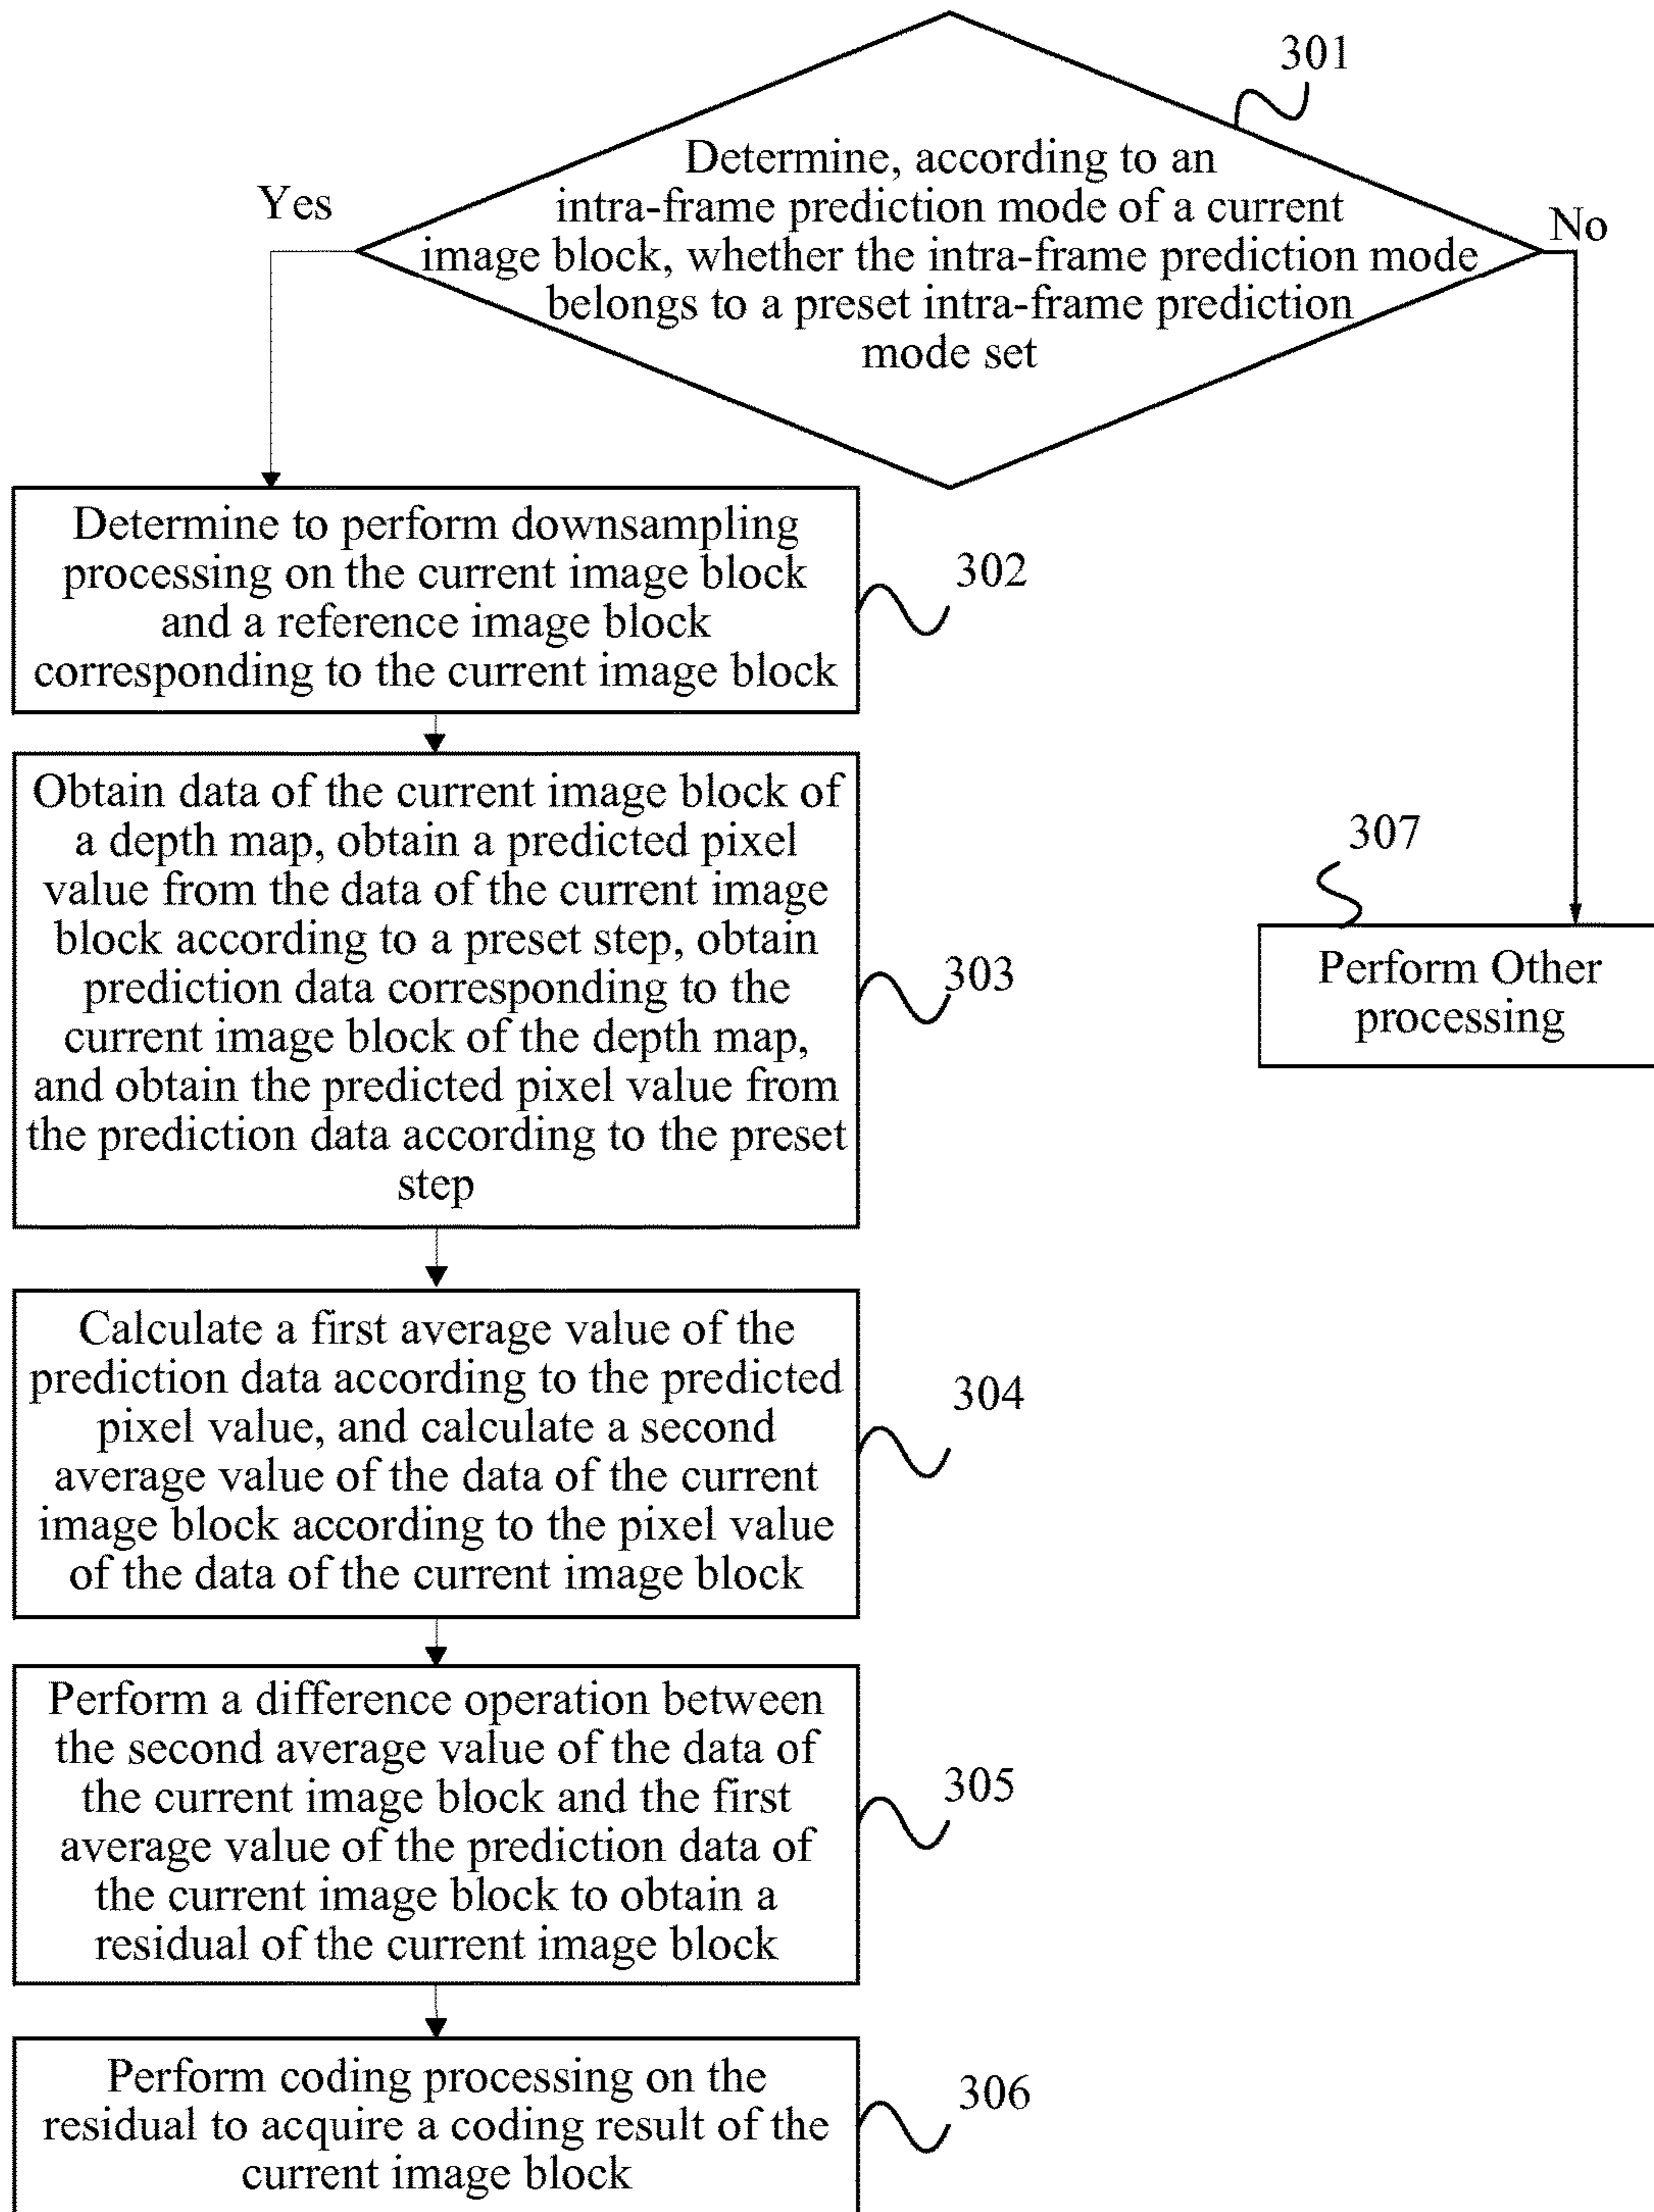 301
Determine, according to an
intra-frame prediction mode of a current
image block, whether the intra-frame prediction mode
belongs to a preset intra-frame prediction
mode set
Yes
No
Determine to perform downsampling
processing on the current image block
and a reference image block
corresponding to the current image block
302
Obtain data of the current image block of
a depth map, obtain a predicted pixel
value from the data of the current image
block according to a preset step, obtain
prediction data corresponding to the
current image block of the depth map,
and obtain the predicted pixel value from
the prediction data according to the preset
step
303
307
Perform Other
processing
Calculate a first average value of the
prediction data according to the predicted
pixel value, and calculate a second
average value of the data of the current
image block according to the pixel value
of the data of the current image block
304
Perform a difference operation between
the second average value of the data of
the current image block and the first
average value of the prediction data of
the current image block to obtain a
residual of the current image block
305
Perform coding processing on the
residual to acquire a coding result of the
current image block
306